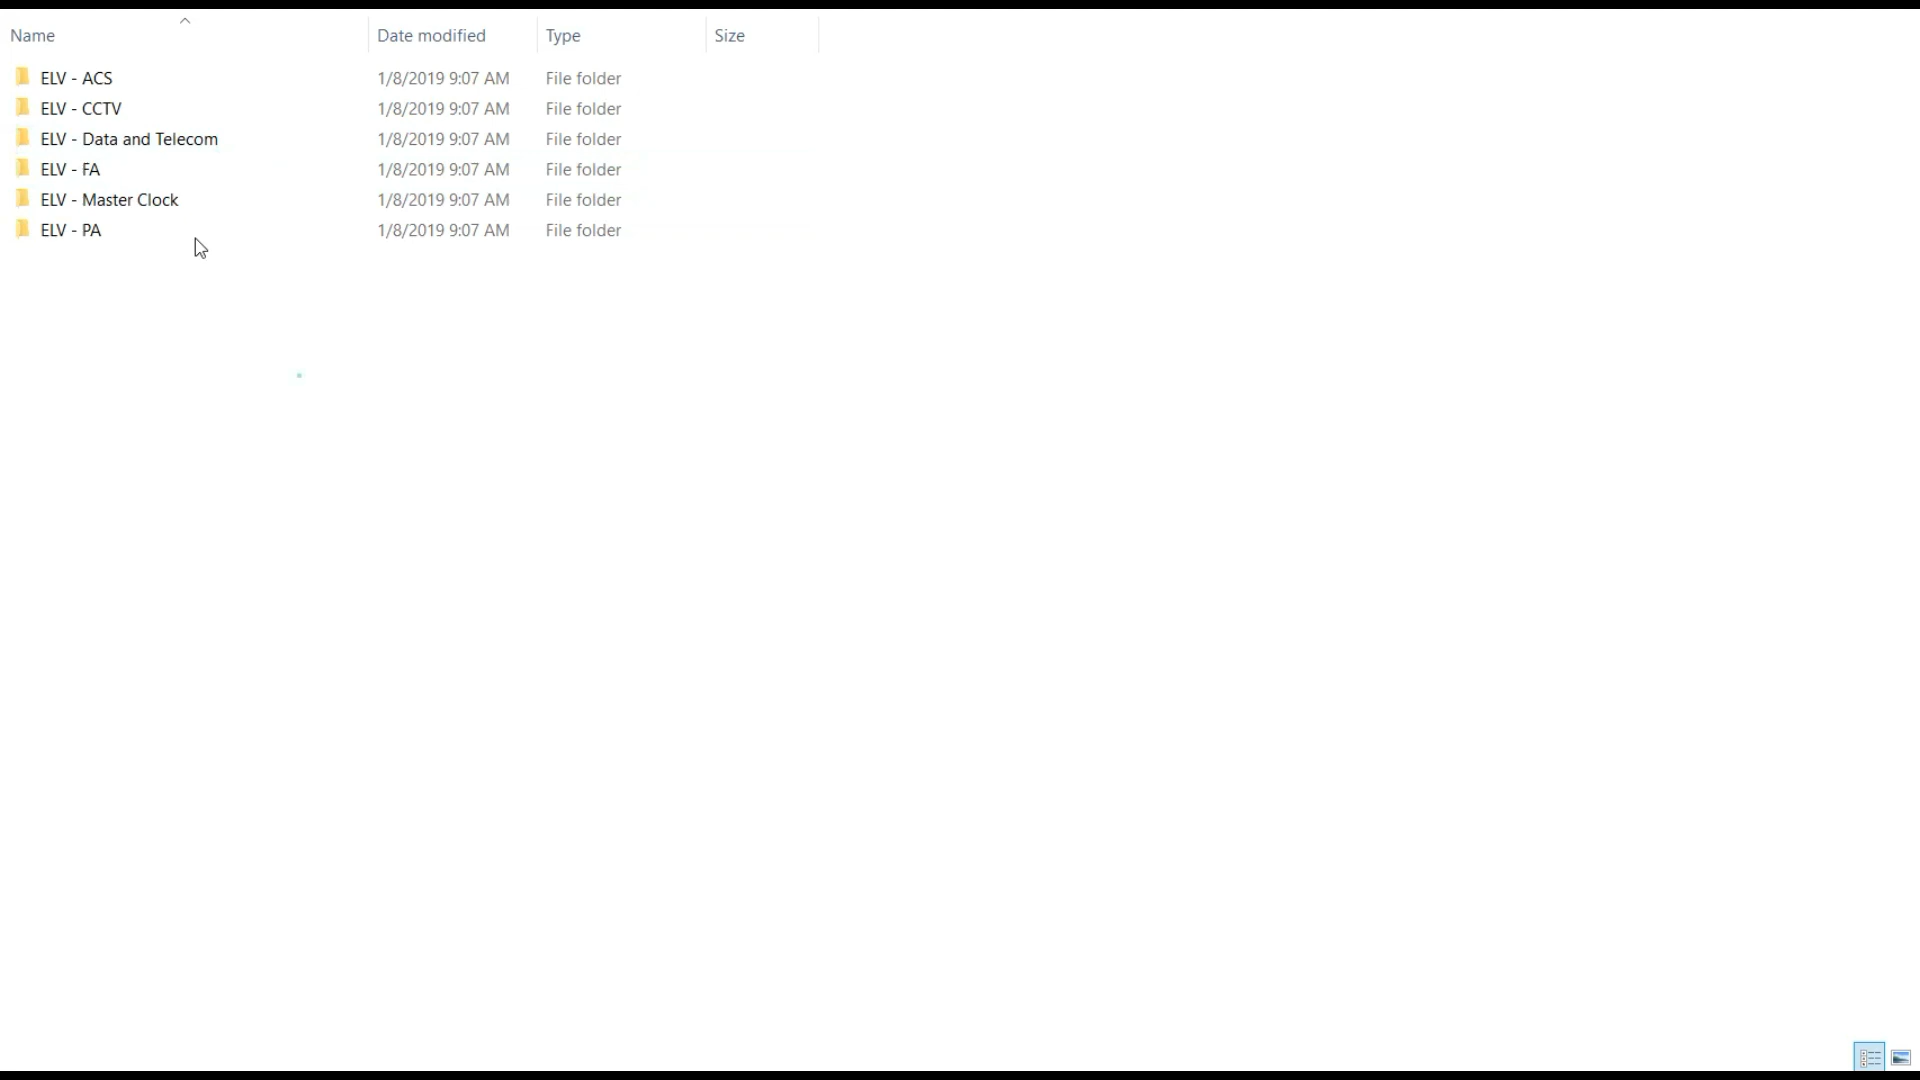 Name Date modified Type Size
ELV - ACS 1/8/2019 9:07 AM File folder
ELV - CCTV 1/8/2019 9:07 AM File folder
ELV - Data and Telecom 1/8/2019 9:07 AM File folder
ELV - FA 1/8/2019 9:07 AM File folder
ELV - Master Clock 1/8/2019 9:07 AM File folder
ELV - PA 1/8/2019 9:07 AM File folder